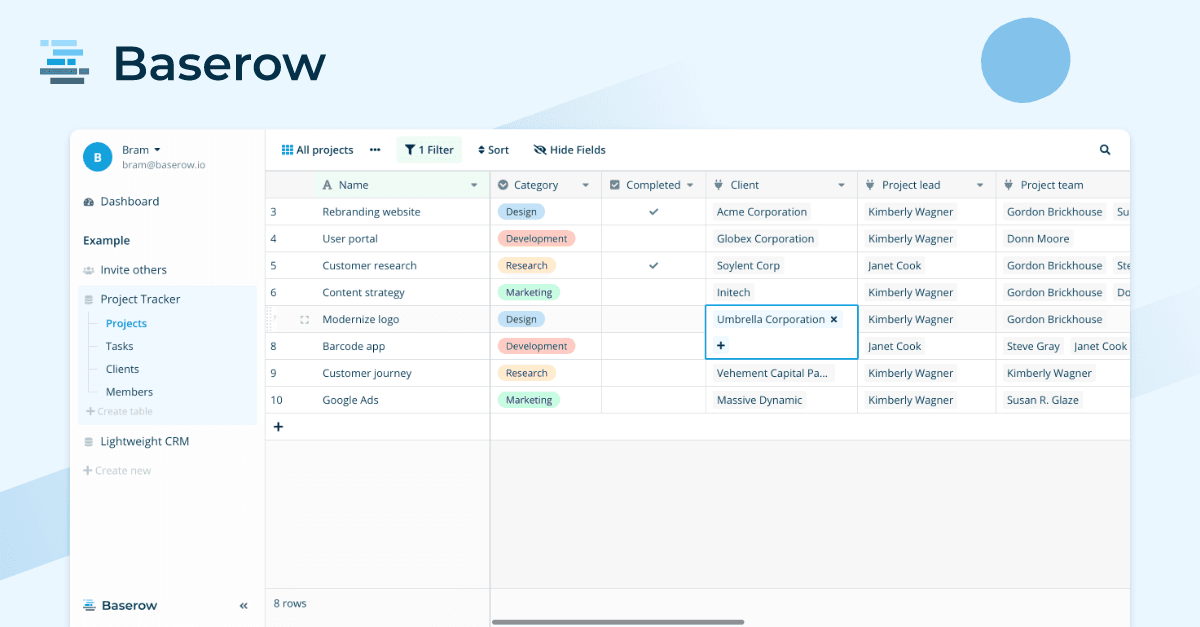 Baserow
B
Bram
bram@baserow.io
Dashboard
Example
Invite others
Project Tracker
Projects
Tasks
Clients
Members
+ Create table
Lightweight CRM
+ Create new
Baserow «
All projects ••• 1 Filter Sort Hide Fields
Name Category Completed Client Project lead Project team
3 Rebranding website Design ✓ Acme Corporation Kimberly Wagner Gordon Brickhouse Su
4 User portal Development Globex Corporation Kimberly Wagner Donn Moore
5 Customer research Research ✓ Soylent Corp Janet Cook Gordon Brickhouse Ste
6 Content strategy Marketing Initech Kimberly Wagner Gordon Brickhouse Do
Modernize logo Design Umbrella Corporation × Kimberly Wagner Gordon Brickhouse
8 Barcode app Development + Janet Cook Steve Gray Janet Cook
9 Customer journey Research Vehement Capital Pa... Kimberly Wagner Kimberly Wagner
10 Google Ads Marketing Massive Dynamic Kimberly Wagner Susan R. Glaze
+
8 rows